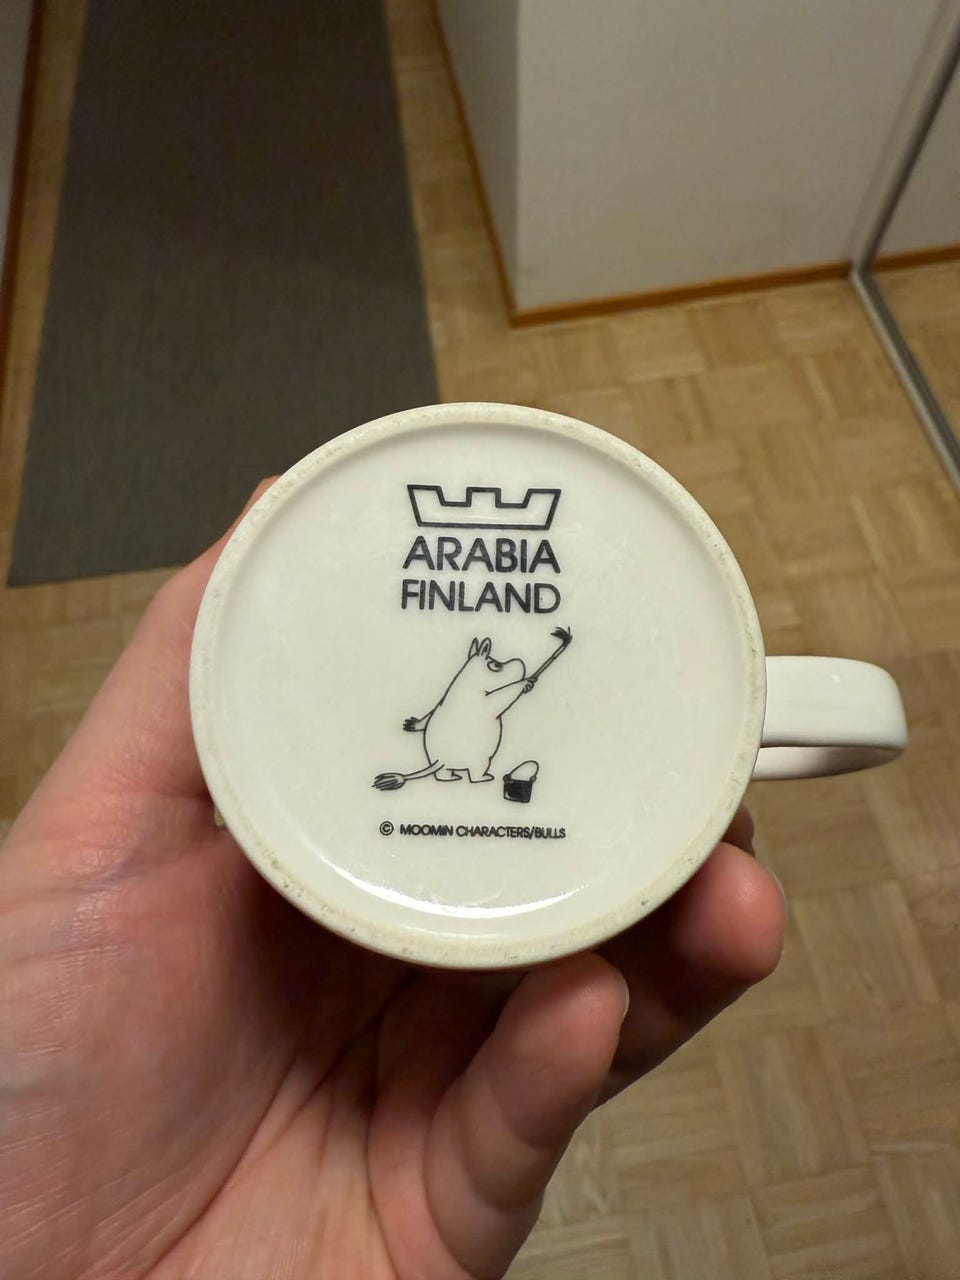 ARABIA
FINLAND
© MOOMIN CHARACTERS/BULLS